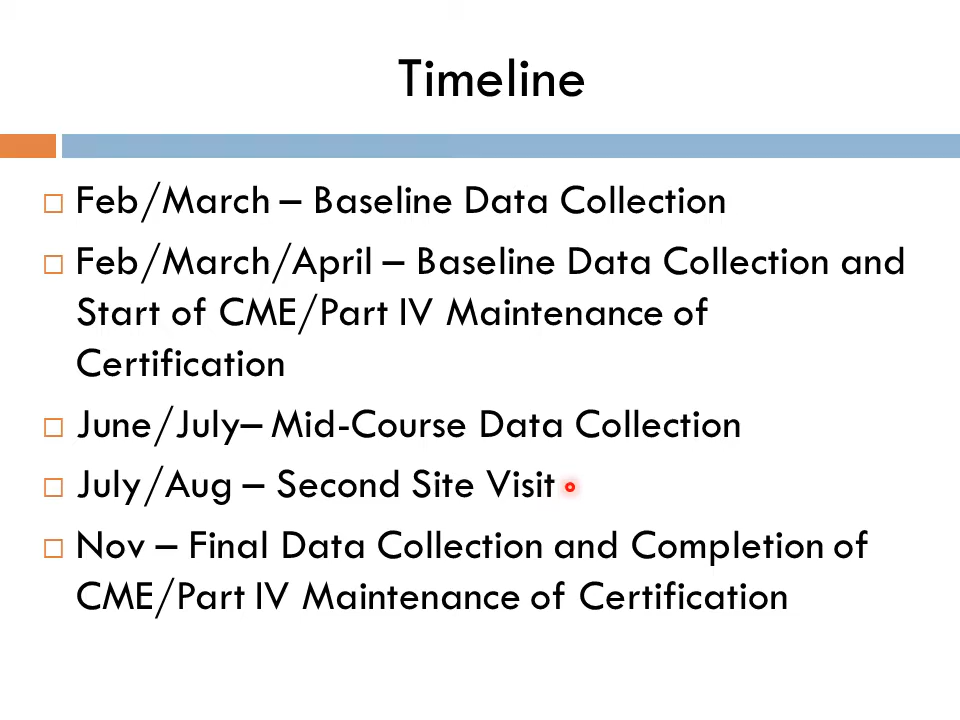 Timeline
Feb/March – Baseline Data Collection
Feb/March/April – Baseline Data Collection and
Start of CME/Part IV Maintenance of
Certification
June/July– Mid-Course Data Collection
July/Aug – Second Site Visit
Nov – Final Data Collection and Completion of
CME/Part IV Maintenance of Certification